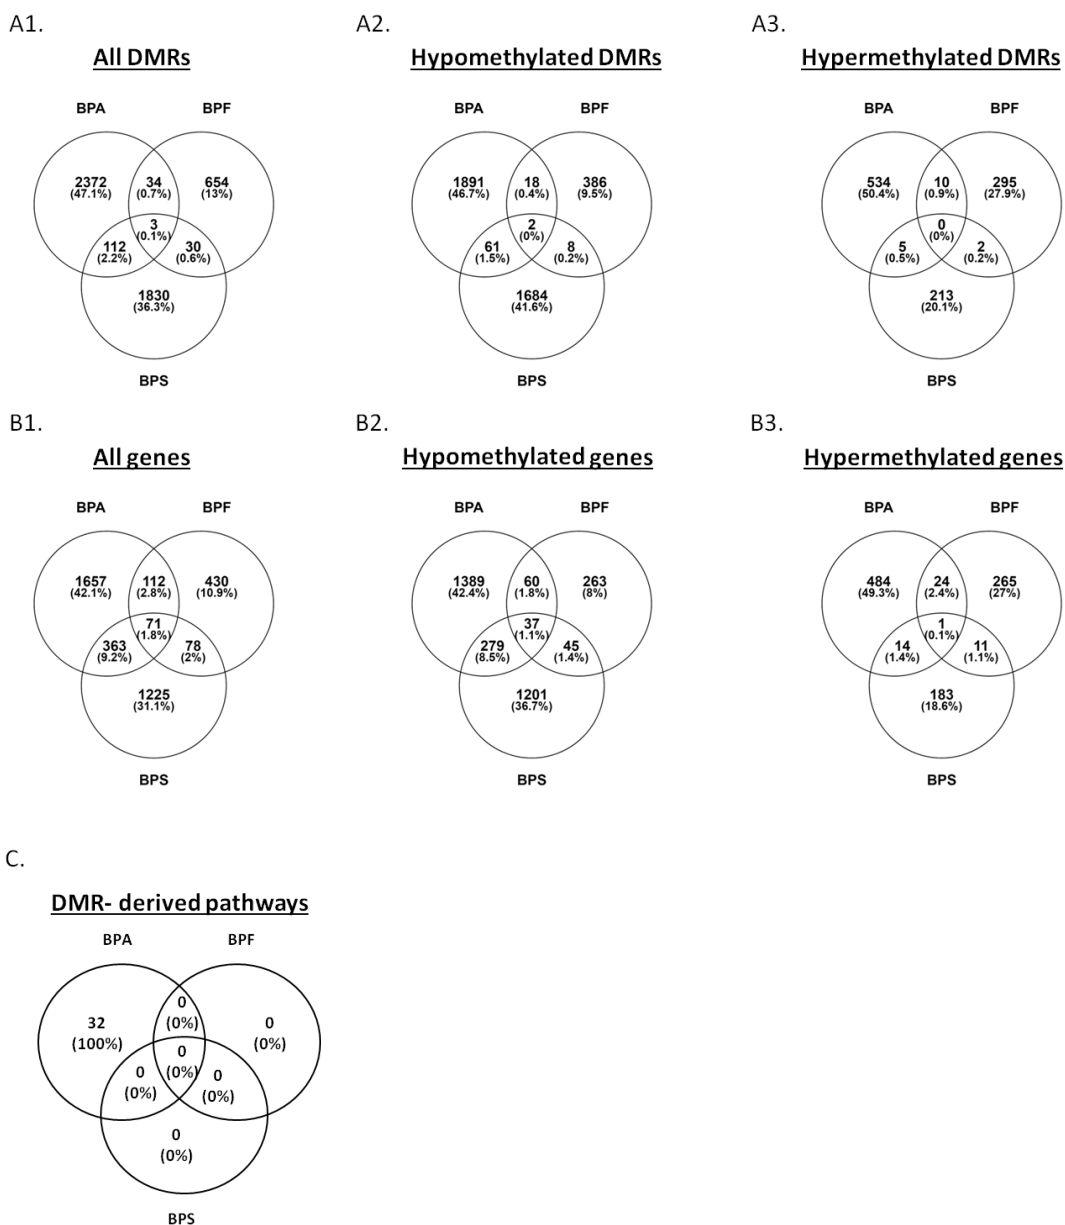 A1.
All DMRs
BPA
BPF
2372
(47.1%)
34
(0.7%)
654
(13%)
3
(0.1%)
112
(2.2%)
30
(0.6%)
1830
(36.3%)
BPS
A2.
Hypomethylated DMRs
BPA
BPF
1891
(46.7%)
18
(0.4%)
386
(9.5%)
2
(0%)
61
(1.5%)
8
(0.2%)
1684
(41.6%)
BPS
A3.
Hypermethylated DMRs
BPA
BPF
534
(50.4%)
10
(0.9%)
295
(27.9%)
0
(0%)
5
(0.5%)
2
(0.2%)
213
(20.1%)
BPS
B1.
All genes
BPA
BPF
1657
(42.1%)
112
(2.8%)
430
(10.9%)
71
(1.8%)
363
(9.2%)
78
(2%)
1225
(31.1%)
BPS
B2.
Hypomethylated genes
BPA
BPF
1389
(42.4%)
60
(1.8%)
263
(8%)
37
(1.1%)
279
(8.5%)
45
(1.4%)
1201
(36.7%)
BPS
B3.
Hypermethylated genes
BPA
BPF
484
(49.3%)
24
(2.4%)
265
(27%)
1
(0.1%)
14
(1.4%)
11
(1.1%)
183
(18.6%)
BPS
C.
DMR- derived pathways
BPA
BPF
32
(100%)
0
(0%)
0
(0%)
0
(0%)
0
(0%)
0
(0%)
0
(0%)
BPS